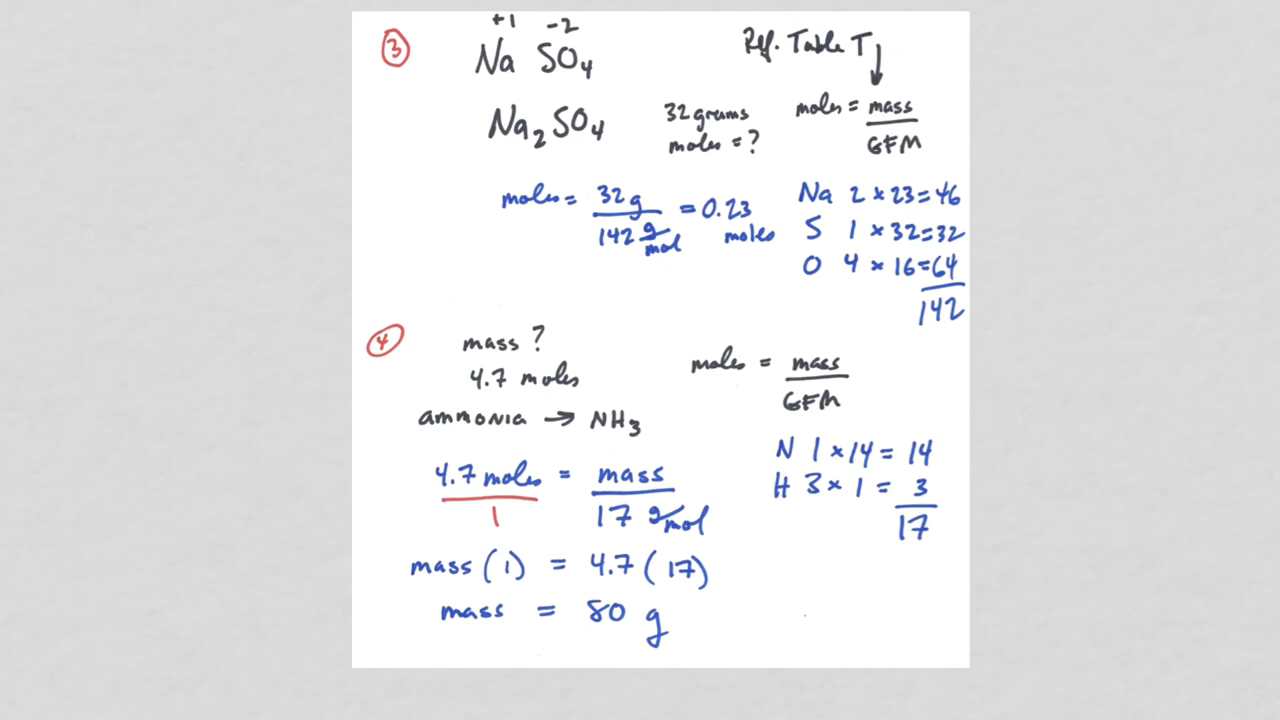 3
+1 -2
Na SO4
Ref. Table T
Na2SO4
32 grams
moles = ?
moles = mass
GFM
moles = 32g = 0.23
142 g/mol moles
Na 2 × 23 = 46
S 1 × 32 = 32
O 4 × 16 = 64
142
4
mass ?
4.7 moles
ammonia → NH3
moles = mass
GFM
N 1 × 14 = 14
H 3 × 1 = 3
17
4.7 moles = mass
1 17 g/mol
mass (1) = 4.7 (17)
mass = 80 g